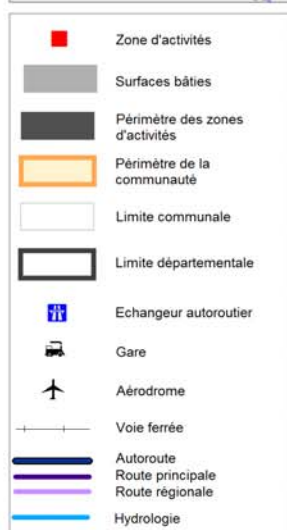 Zone d'activités
Surfaces bâties
Périmètre des zones
d'activités
Périmètre de la
communauté
Limite communale
Limite départementale
Echangeur autoroutier
Gare
Aérodrome
Voie ferrée
Autoroute
Route principale
Route régionale
Hydrologie